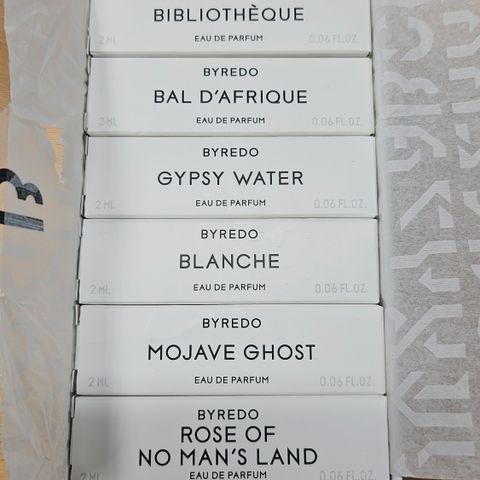 BIBLIOTHÈQUE
2 ML EAU DE PARFUM 0.06 FL.OZ.
BYREDO
BAL D'AFRIQUE
2 ML EAU DE PARFUM 0.06 FL.OZ.
BYREDO
GYPSY WATER
2 ML EAU DE PARFUM 0.06 FL.OZ.
BYREDO
BLANCHE
2 ML EAU DE PARFUM 0.06 FL.OZ.
BYREDO
MOJAVE GHOST
2 ML EAU DE PARFUM 0.06 FL.OZ.
BYREDO
ROSE OF
NO MAN'S LAND
2 ML EAU DE PARFUM 0.06 FL.OZ.